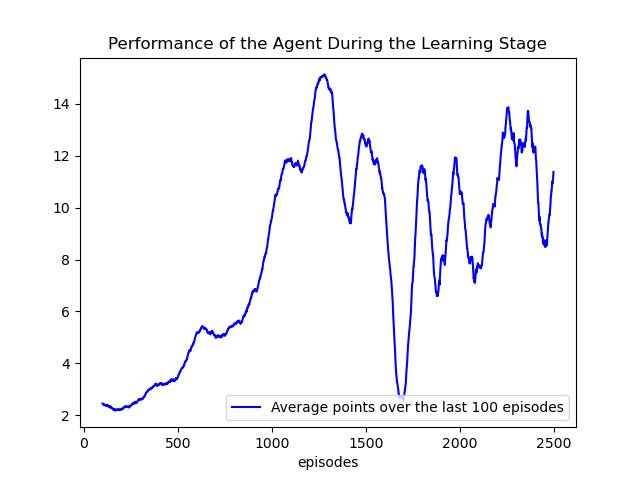 Performance of the Agent During the Learning Stage
14
12
10
8
6
4
2
Average points over the last 100 episodes
0 500 1000 1500 2000 2500
episodes